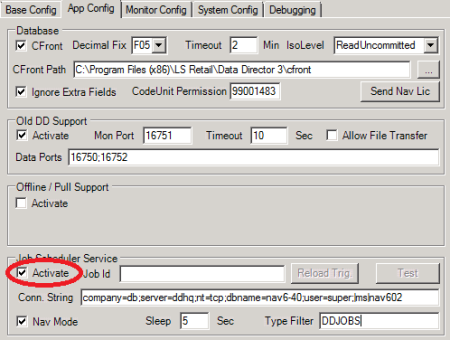 Base Config App Config Monitor Config System Config Debugging
Database
CFront Decimal Fix F05 Timeout 2 Min IsoLevel ReadUncommitted
CFront Path C:\Program Files (x86)\LS Retail\Data Director 3\cfront ...
Ignore Extra Fields CodeUnit Permission 99001483 Send Nav Lic
Old DD Support
Activate Mon Port 16751 Timeout 10 Sec Allow File Transfer
Data Ports 16750;16752
Offline / Pull Support
Activate
Job Scheduler Service
Activate Job Id Reload Trig Test
Conn. String company=db;server=ddhq;nt=tcp;dbname=nav6-40;user=super;|ms|nav602
Nav Mode Sleep 5 Sec Type Filter DDJOBS